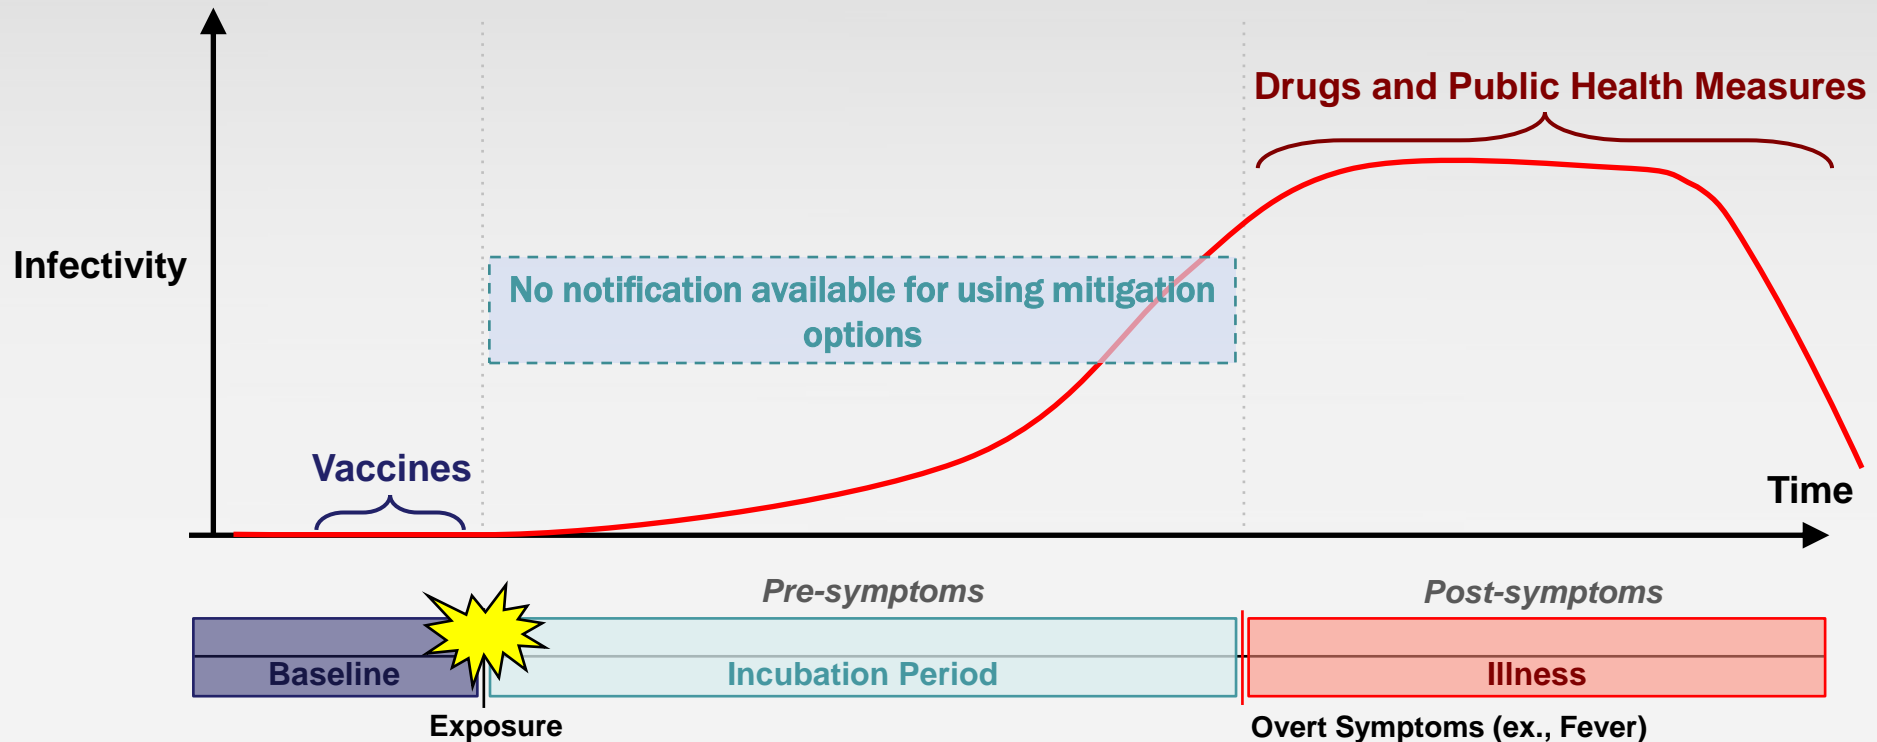 Drugs and Public Health Measures
Infectivity
No notification available for using mitigation
options
Vaccines
Time
Pre-symptoms
Post-symptoms
Baseline
Incubation Period
Illness
Exposure
Overt Symptoms (ex., Fever)